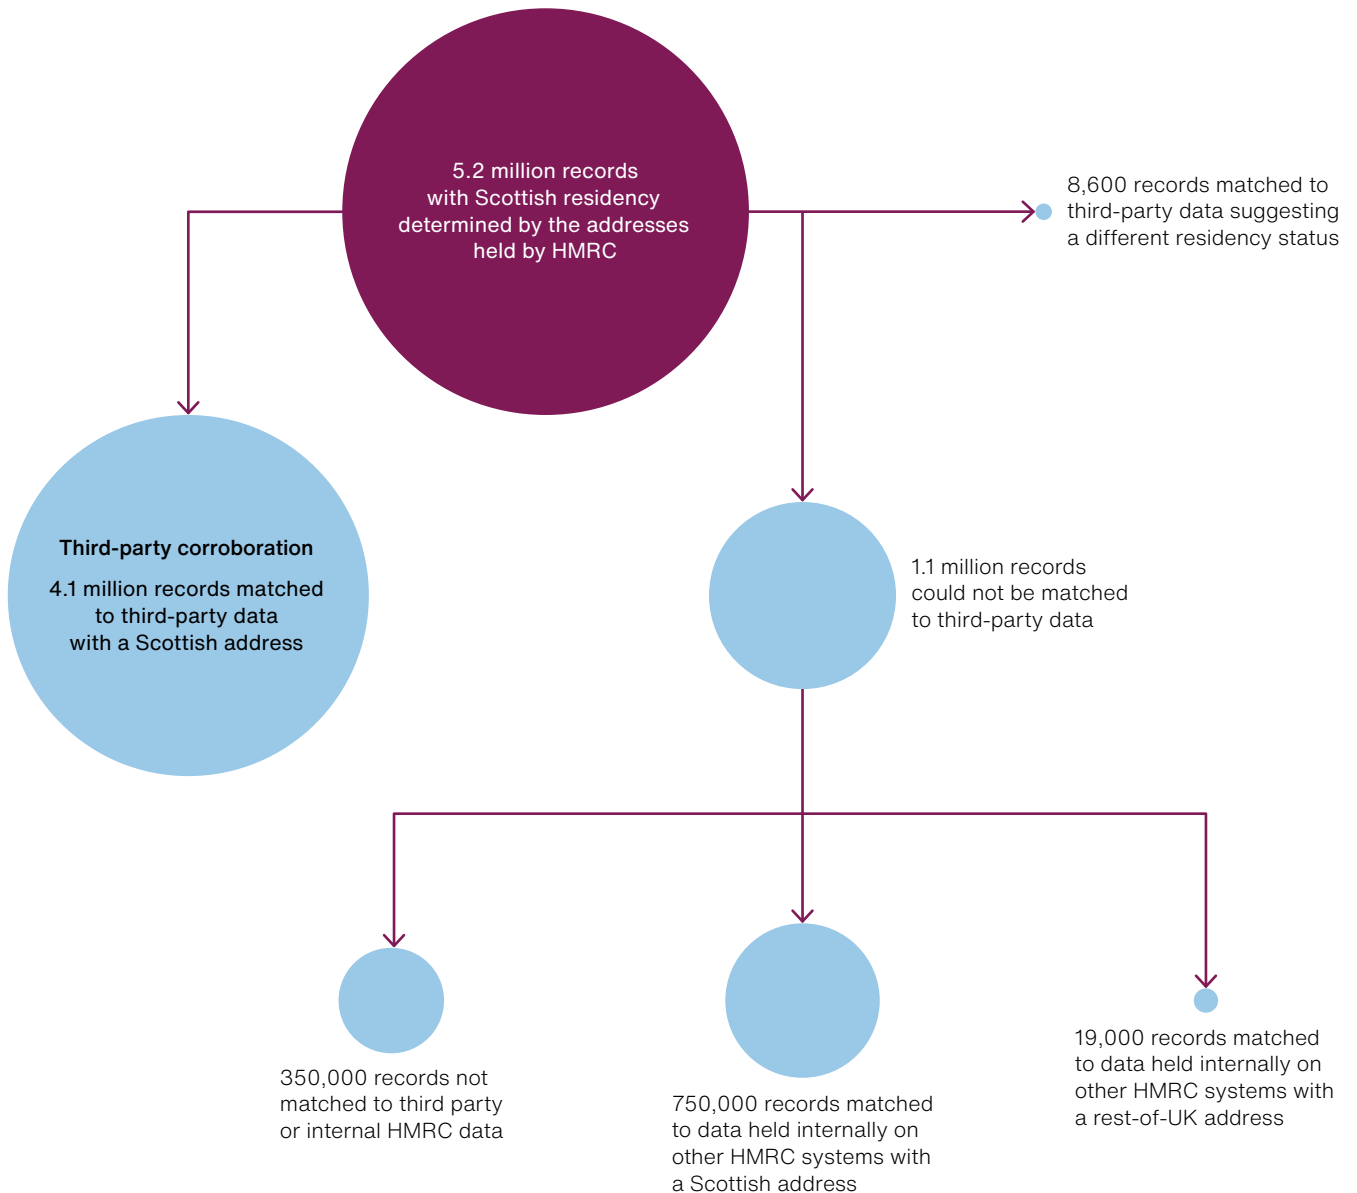 5.2 million records
with Scottish residency
determined by the addresses
held by HMRC
8,600 records matched to
third-party data suggesting
a different residency status
Third-party corroboration
4.1 million records matched
to third-party data
with a Scottish address
1.1 million records
could not be matched
to third-party data
350,000 records not
matched to third party
or internal HMRC data
750,000 records matched
to data held internally on
other HMRC systems with
a Scottish address
19,000 records matched
to data held internally on
other HMRC systems with
a rest-of-UK address